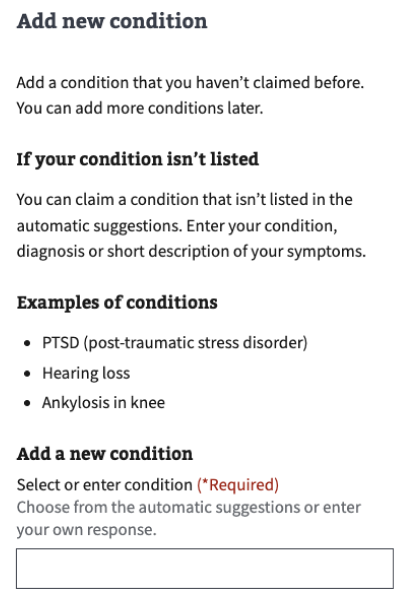 Add new condition
Add a condition that you haven’t claimed before.
You can add more conditions later.
If your condition isn’t listed
You can claim a condition that isn’t listed in the
automatic suggestions. Enter your condition,
diagnosis or short description of your symptoms.
Examples of conditions
• PTSD (post-traumatic stress disorder)
• Hearing loss
• Ankylosis in knee
Add a new condition
Select or enter condition (*Required)
Choose from the automatic suggestions or enter
your own response.